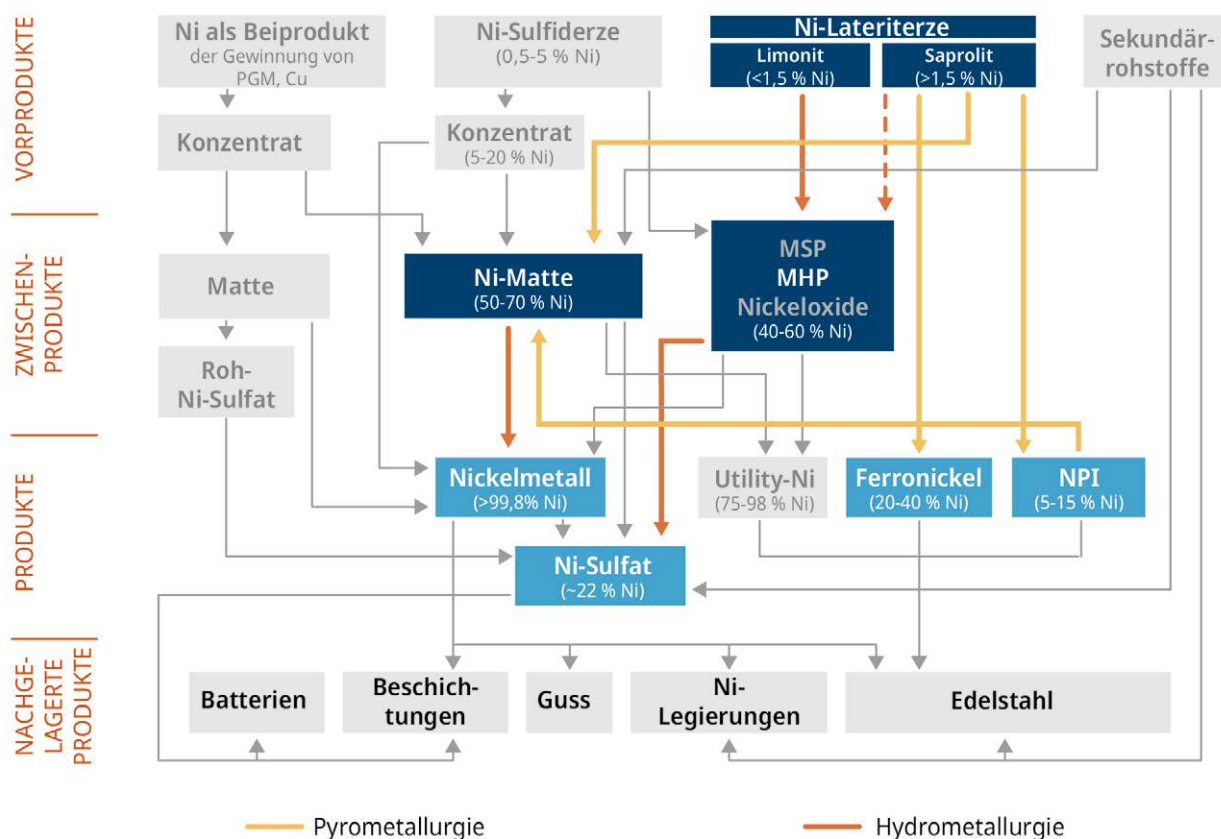 VORPRODUKTE
Ni als Beiprodukt
der Gewinnung von
PGM, Cu
Ni-Sulfiderze
(0,5-5 % Ni)
Ni-Lateriterze
Limonit
(<1,5 % Ni)
Saprolit
(>1,5 % Ni)
Sekundär-
rohstoffe
Konzentrat
Konzentrat
(5-20 % Ni)
ZWISCHEN-
PRODUKTE
Matte
Ni-Matte
(50-70 % Ni)
MSP
MHP
Nickeloxide
(40-60 % Ni)
Roh-
Ni-Sulfat
PRODUKTE
Nickelmetall
(>99,8% Ni)
Utility-Ni
(75-98 % Ni)
Ferronickel
(20-40 % Ni)
NPI
(5-15 % Ni)
Ni-Sulfat
(~22 % Ni)
NACHGE-
LAGERTE
PRODUKTE
Batterien
Beschich-
tungen
Guss
Ni-
Legierungen
Edelstahl
Pyrometallurgie
Hydrometallurgie